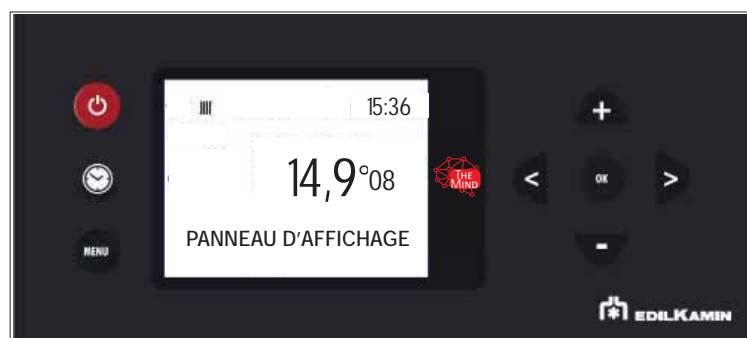 15:36
14,9°08
THE
MIND
PANNEAU D'AFFICHAGE
MENU
+
<
OK
>
-
EDILKAMIN